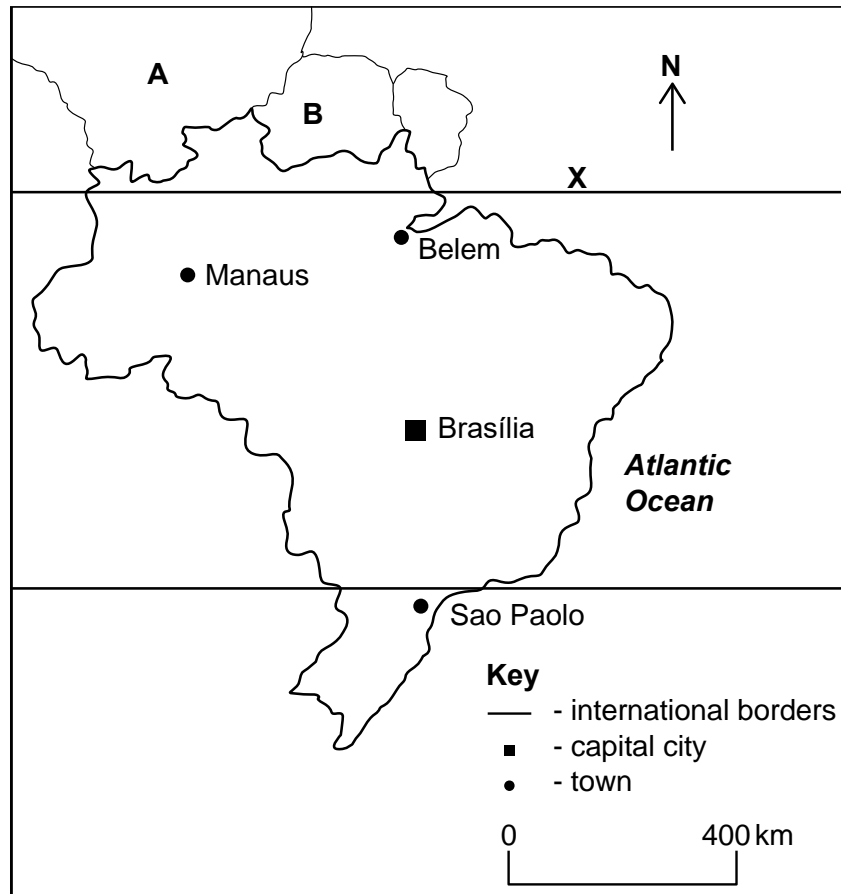 A
B
N
X
Belem
Manaus
Brasília
Atlantic
Ocean
Sao Paolo
Key
- international borders
- capital city
- town
0 400 km